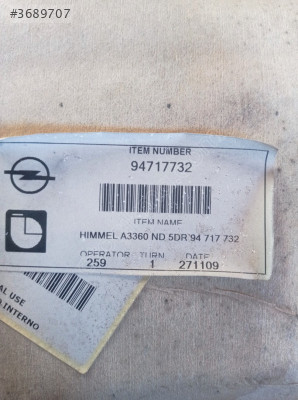 #3689707
ITEM NUMBER
94717732
ITEM NAME
HIMMEL A3360 ND 5DR'94 717 732
OPERATOR TURN DATE
259 1 271109
AL USE
INTERNO